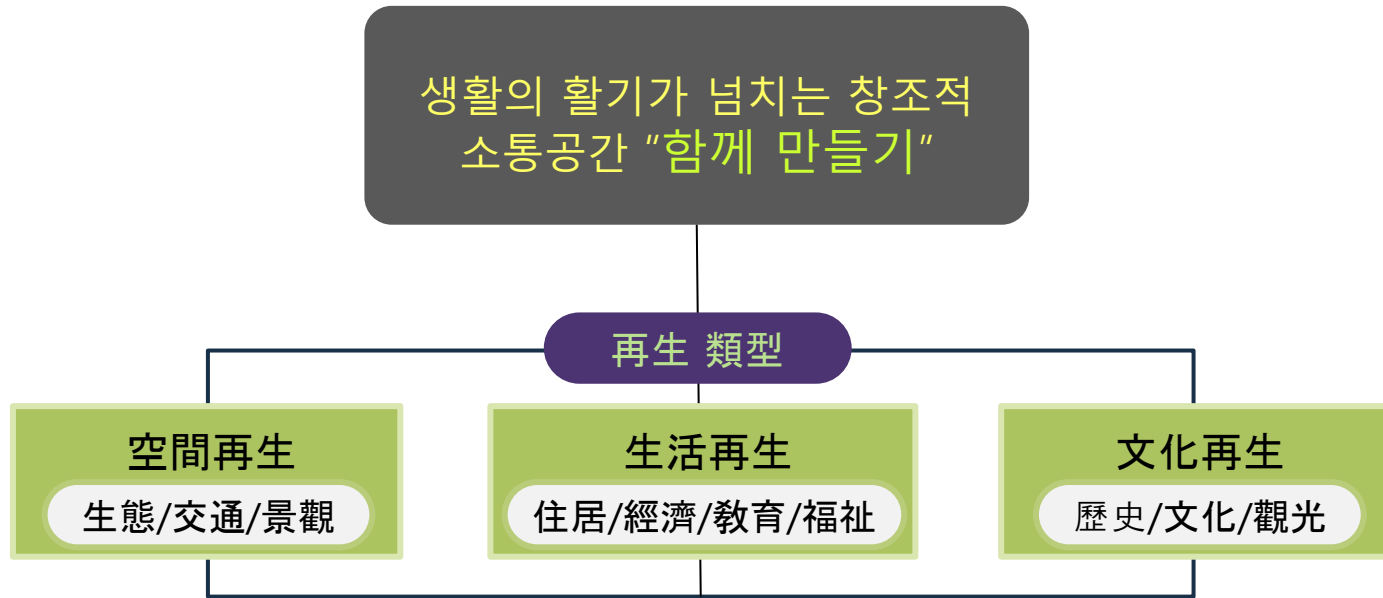 생활의 활기가 넘치는 창조적
소통공간 "함께 만들기"
再生 類型
空間再生
生態/交通/景觀
生活再生
住居/經濟/敎育/福祉
文化再生
歷史/文化/觀光